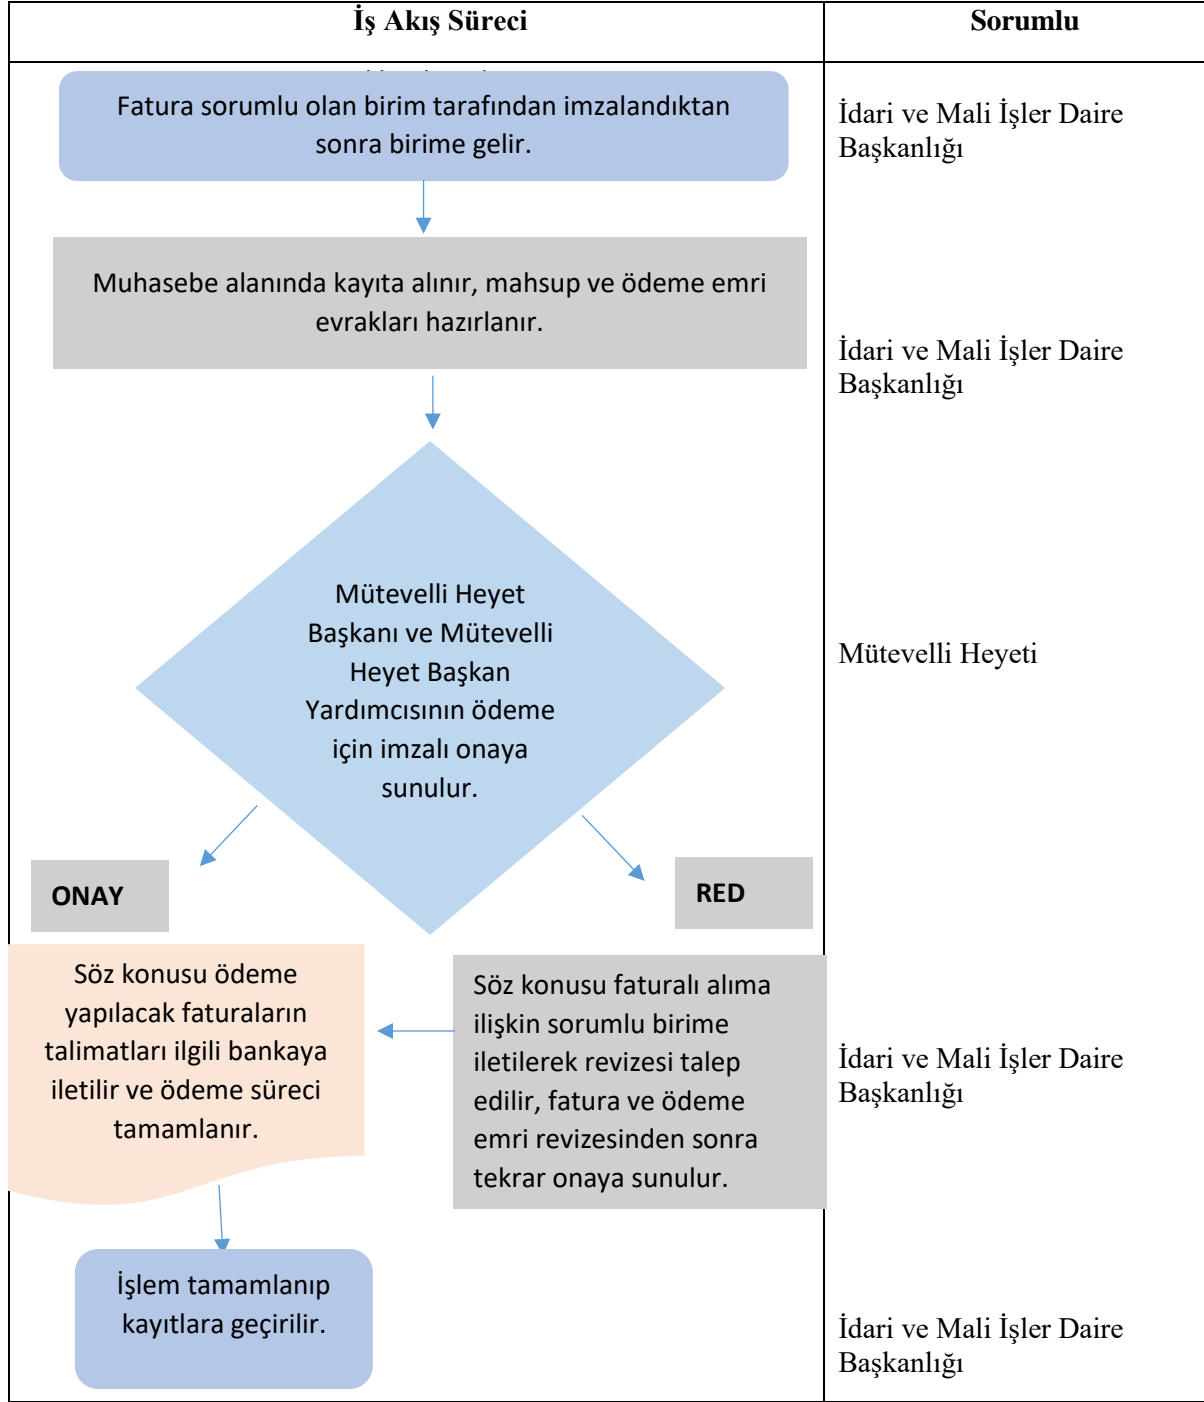 İş Akış Süreci
Sorumlu
Fatura sorumlu olan birim tarafından imzalandıktan
sonra birime gelir.
İdari ve Mali İşler Daire
Başkanlığı
Muhasebe alanında kayıta alınır, mahsup ve ödeme emri
evrakları hazırlanır.
İdari ve Mali İşler Daire
Başkanlığı
Mütevelli Heyet
Başkanı ve Mütevelli
Heyet Başkan
Yardımcısının ödeme
için imzalı onaya
sunulur.
Mütevelli Heyeti
ONAY
RED
Söz konusu ödeme
yapılacak faturaların
talimatları ilgili bankaya
iletilir ve ödeme süreci
tamamlanır.
Söz konusu faturalı alıma
ilişkin sorumlu birime
iletilerek revizesi talep
edilir, fatura ve ödeme
emri revizesinden sonra
tekrar onaya sunulur.
İdari ve Mali İşler Daire
Başkanlığı
İşlem tamamlanıp
kayıtlara geçirilir.
İdari ve Mali İşler Daire
Başkanlığı